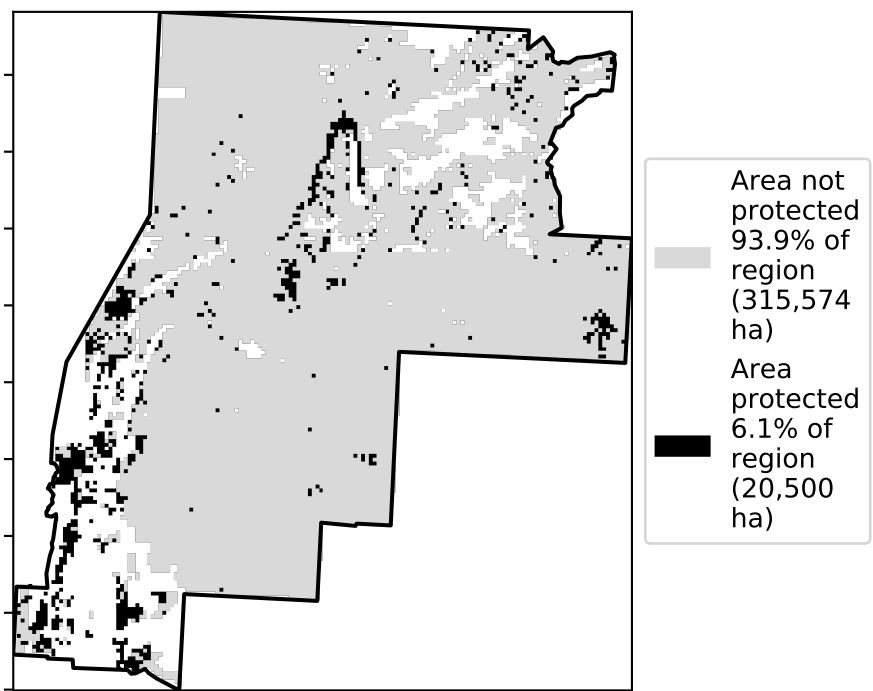 Area not
protected
93.9% of
region
(315,574
ha)
Area
protected
6.1% of
region
(20,500
ha)